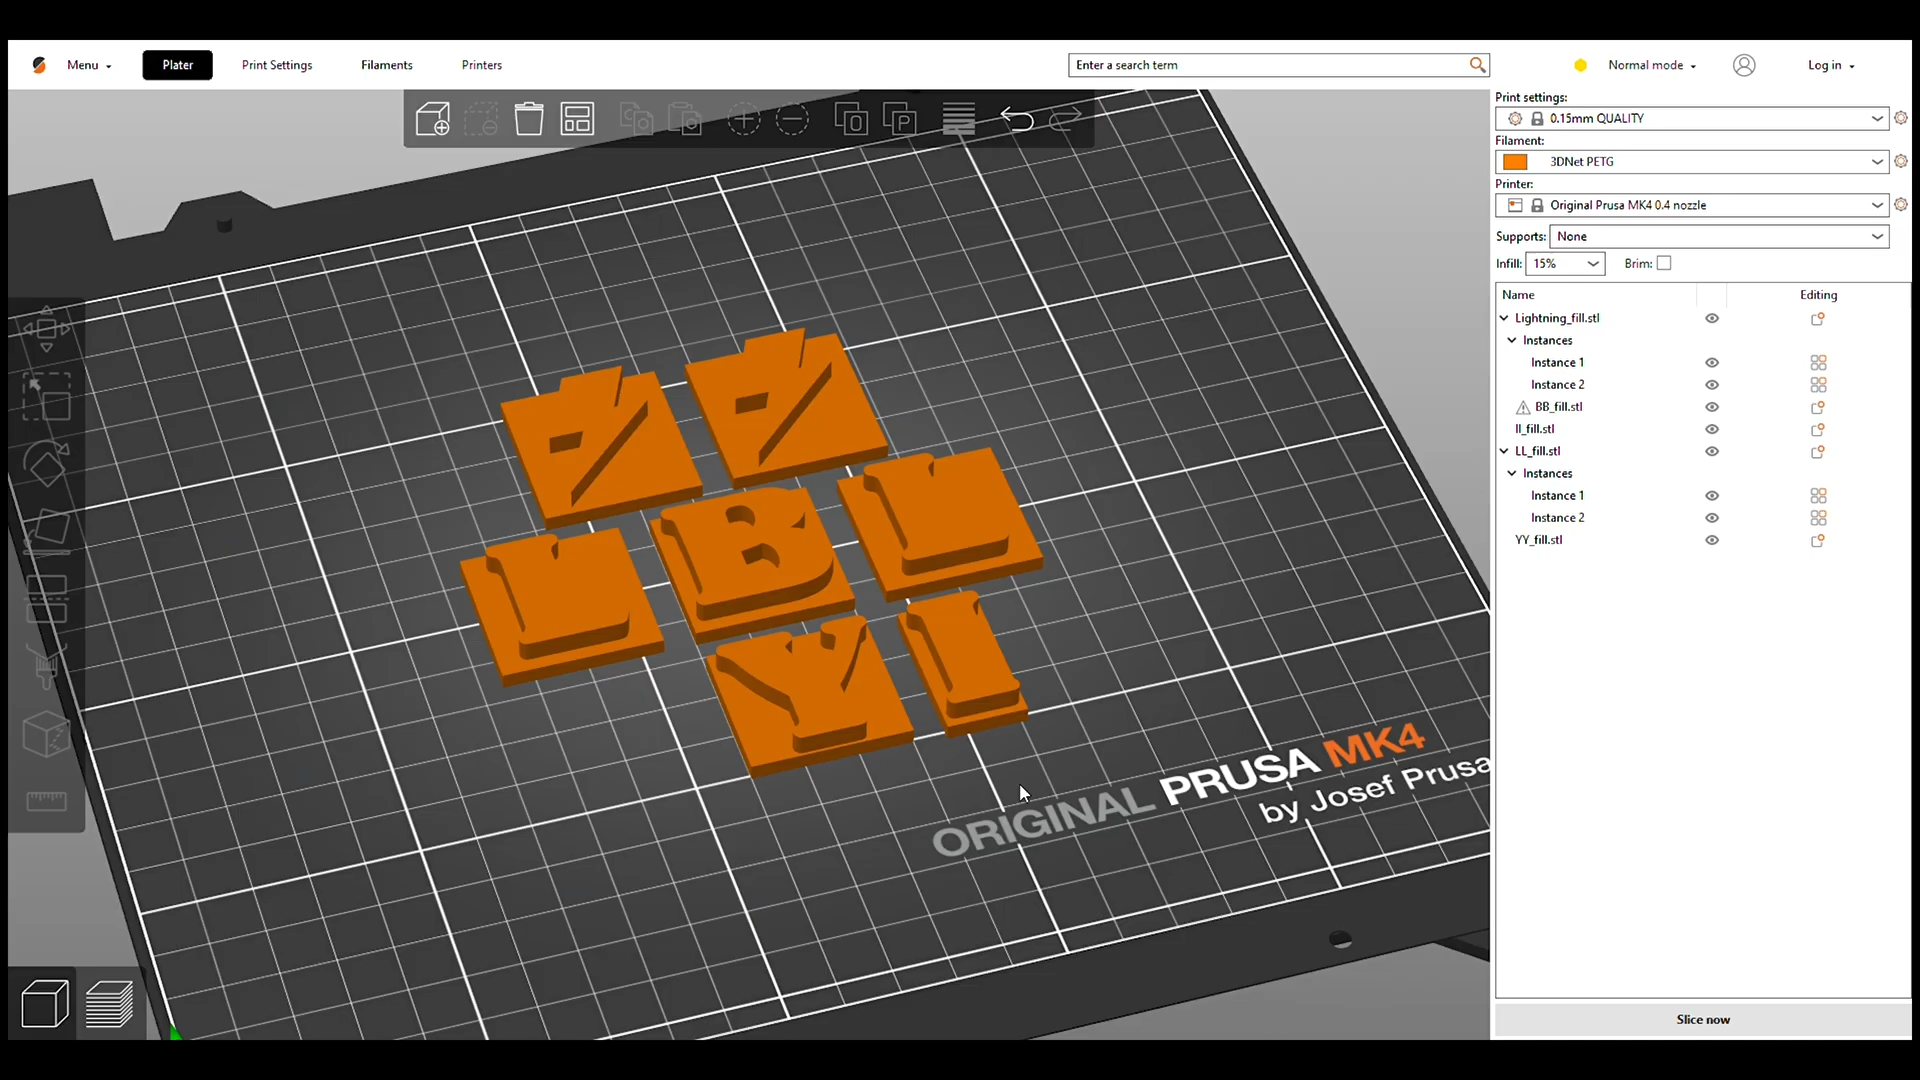 Menu
Plater
Print Settings
Filaments
Printers
Enter a search term
Normal mode
Log in
Print settings:
0.15mm QUALITY
Filament:
3DNet PETG
Printer:
Original Prusa MK4 0.4 nozzle
Supports: None
Infill: 15% Brim:
Name Editing
Lightning_fill.stl
Instances
Instance 1
Instance 2
BB_fill.stl
II_fill.stl
LL_fill.stl
Instances
Instance 1
Instance 2
YY_fill.stl
L B L
Y I
ORIGINAL PRUSA MK4
by Josef Prusa
Slice now